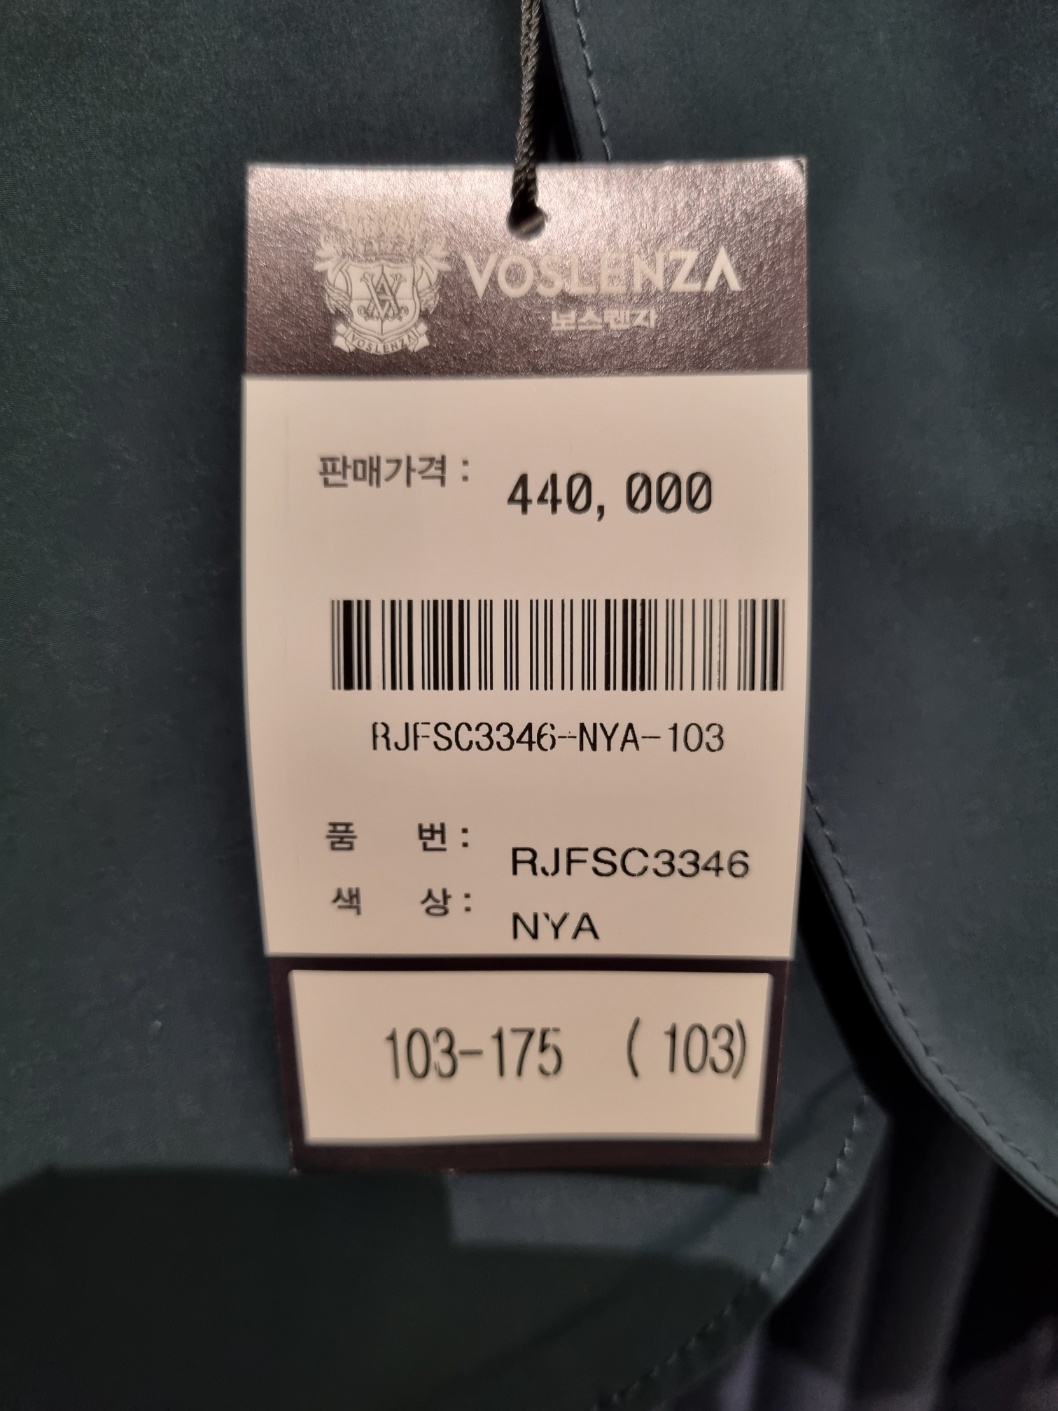 VOSLENZA
보스렌자
VOSLENZA
판매가격 : 440,000
RJFSC3346-NYA-103
품 번 : RJFSC3346
색 상 : NYA
103-175 ( 103)